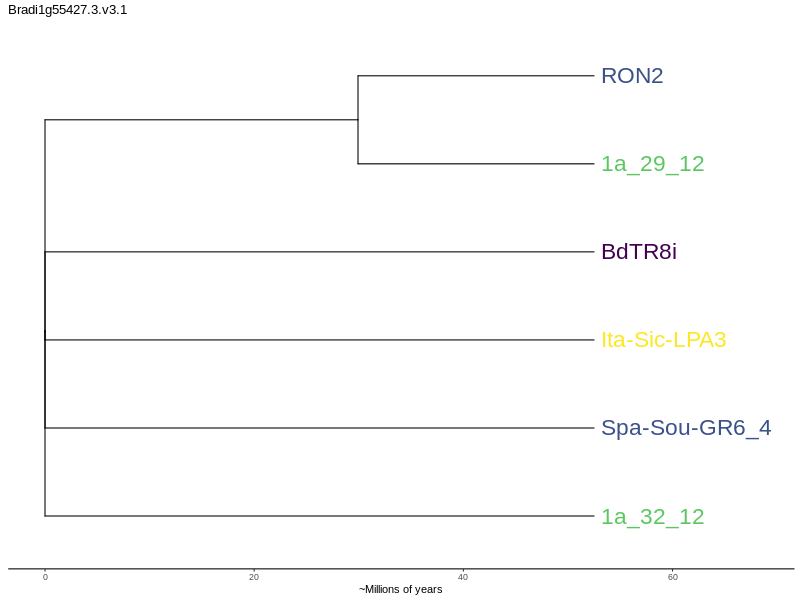 Bradi1g55427.3.v3.1
RON2
1a_29_12
BdTR8i
Ita-Sic-LPA3
Spa-Sou-GR6_4
1a_32_12
0 20 40 60
~Millions of years